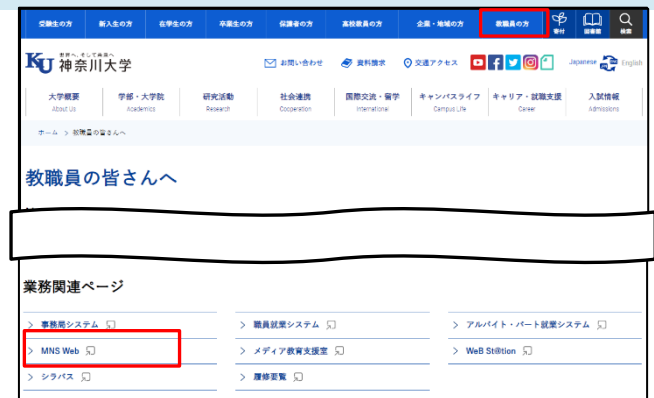 受験生の方 新入生の方 在学生の方 卒業生の方 保護者の方 高校教員の方 企業・地域の方 教職員の方 寄付 図書館 検索
世界へ、そして未来へ
KU 神奈川大学 お問い合わせ 資料請求 交通アクセス Japanese English
大学概要 学部・大学院 研究活動 社会連携 国際交流・留学 キャンパスライフ キャリア・就職支援 入試情報
About Us Academics Research Cooperation International Campus Life Career Admissions
ホーム > 教職員の皆さんへ
教職員の皆さんへ
業務関連ページ
> 事務局システム > 職員就業システム > アルバイト・パート就業システム
> MNS Web > メディア教育支援室 > WeB St@tion
> シラバス > 履修要覧